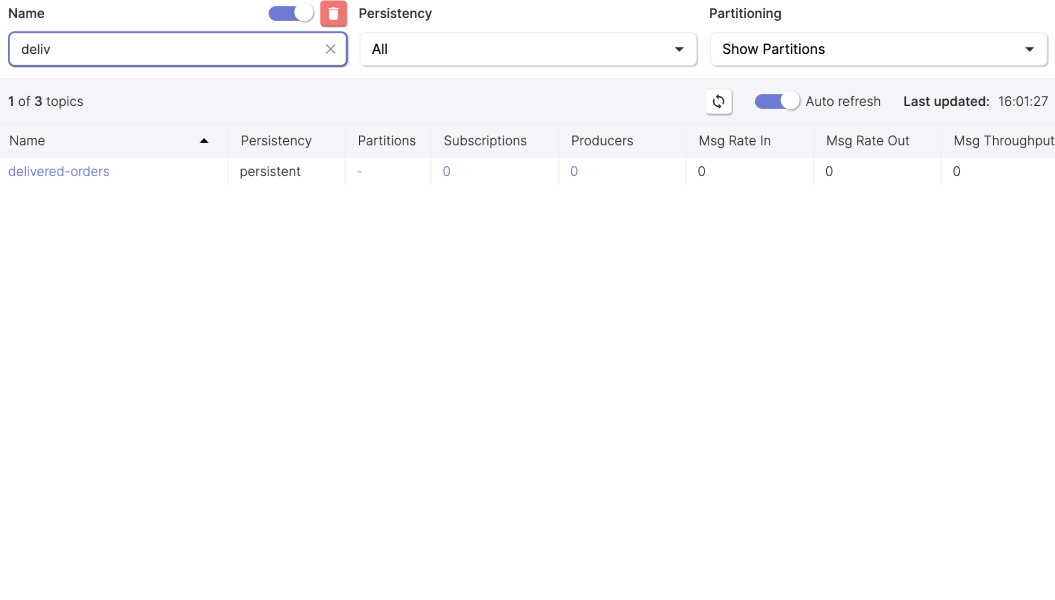 Name Persistency Partitioning
deliv All Show Partitions
1 of 3 topics Auto refresh Last updated: 16:01:27
Name Persistency Partitions Subscriptions Producers Msg Rate In Msg Rate Out Msg Throughput
delivered-orders persistent - 0 0 0 0 0